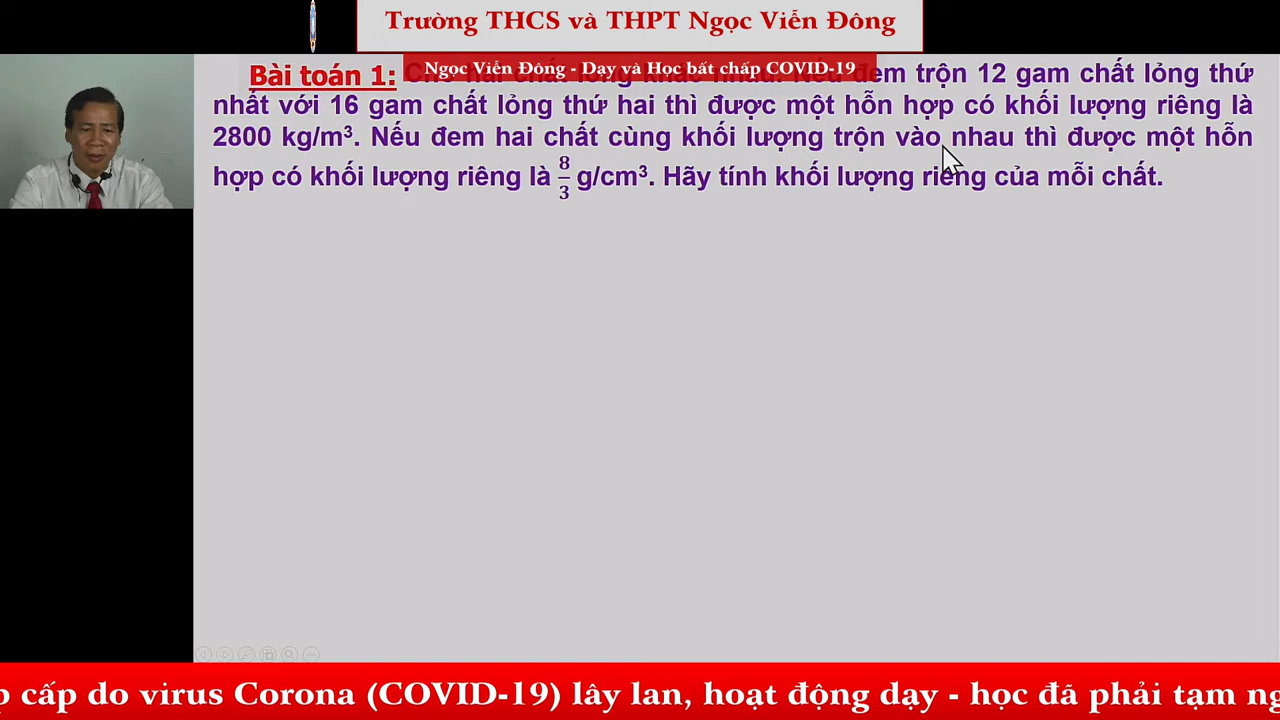 Trường THCS và THPT Ngọc Viễn Đông
Ngọc Viễn Đông - Dạy và Học bất chấp COVID-19
Bài toán 1: đem trộn 12 gam chất lỏng thứ
nhất với 16 gam chất lỏng thứ hai thì được một hỗn hợp có khối lượng riêng là
2800 kg/m³. Nếu đem hai chất cùng khối lượng trộn vào nhau thì được một hỗn
hợp có khối lượng riêng là 8/3 g/cm³. Hãy tính khối lượng riêng của mỗi chất.
cấp do virus Corona (COVID-19) lây lan, hoạt động dạy - học đã phải tạm